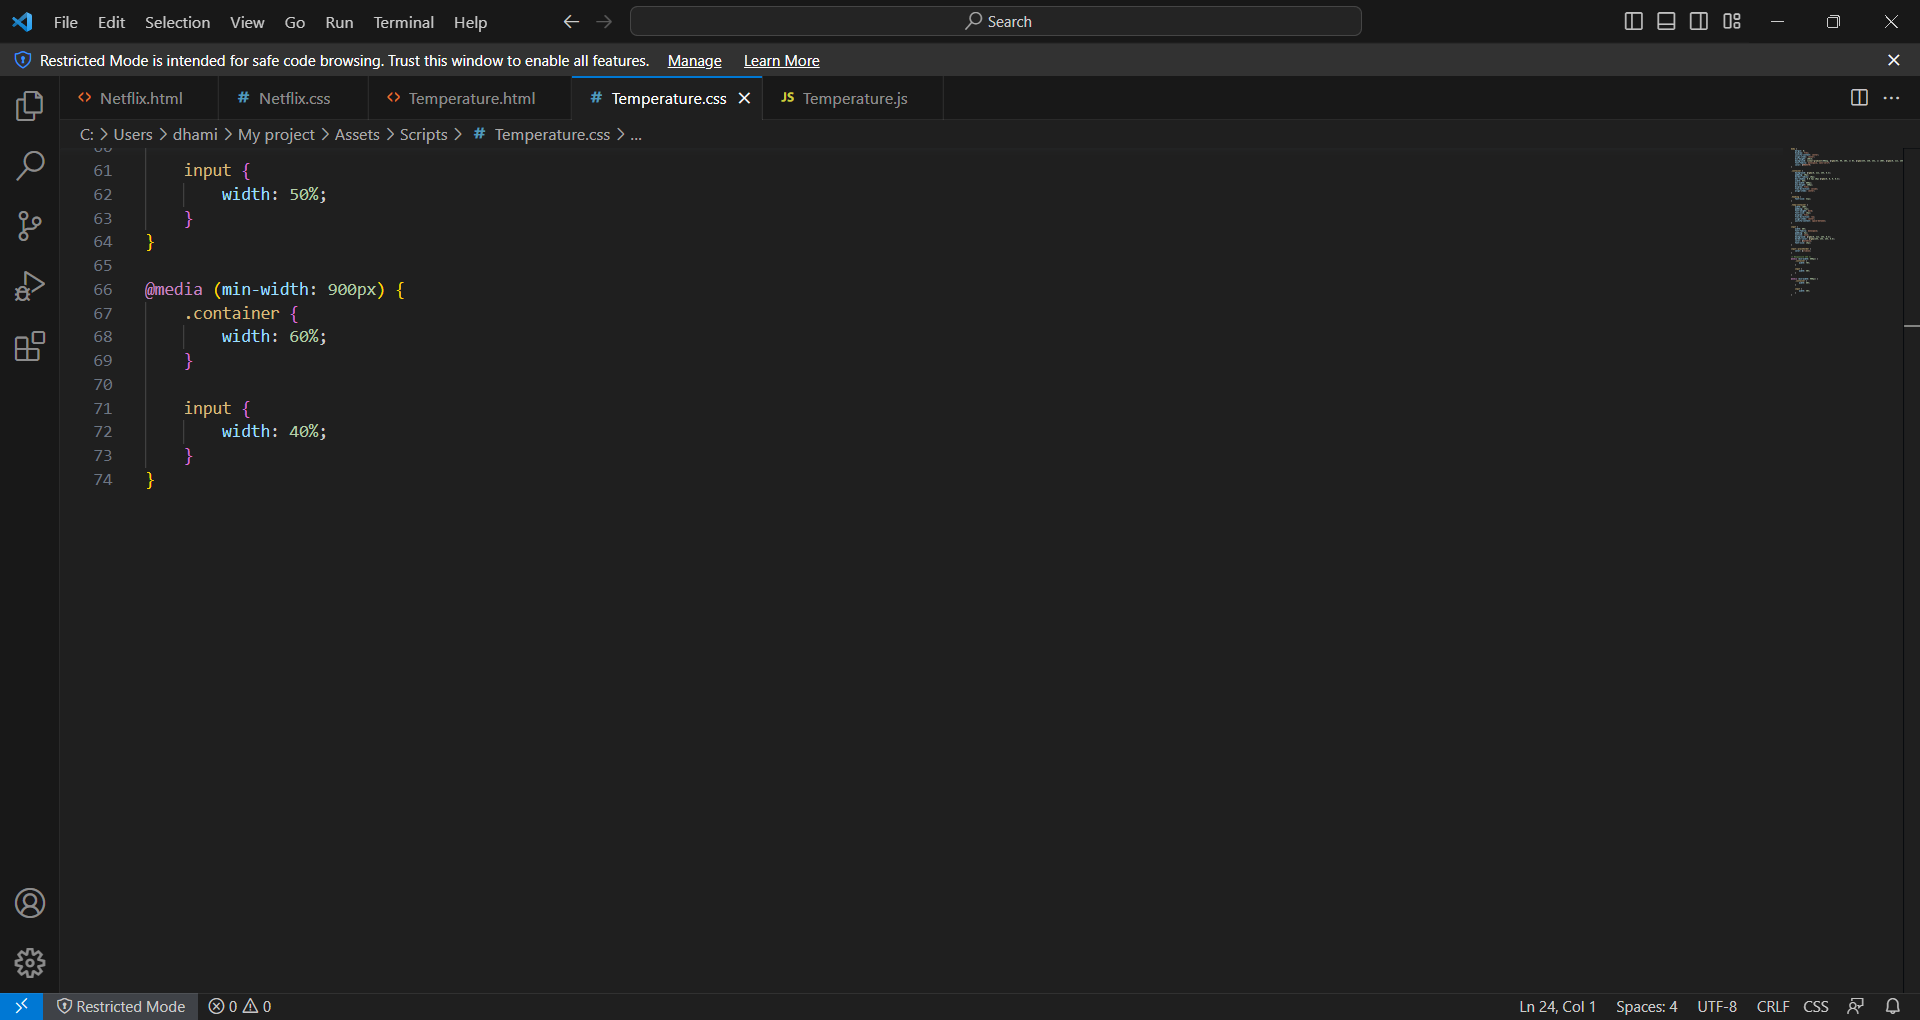 File Edit Selection View Go Run Terminal Help Search
Restricted Mode is intended for safe code browsing. Trust this window to enable all features. Manage Learn More
Netflix.html Netflix.css Temperature.html Temperature.css JS Temperature.js
C: > Users > dhami > My project > Assets > Scripts > # Temperature.css > ...
61 input {
62 width: 50%;
63 }
64 }
65
66 @media (min-width: 900px) {
67 .container {
68 width: 60%;
69 }
70
71 input {
72 width: 40%;
73 }
74 }
Restricted Mode 0 0 Ln 24, Col 1 Spaces: 4 UTF-8 CRLF CSS